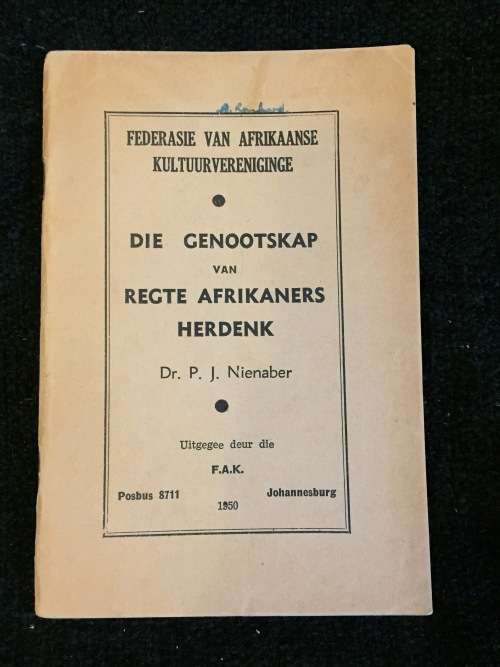 FEDERASIE VAN AFRIKAANSE
KULTUURVERENIGINGE
DIE GENOOTSKAP
VAN
REGTE AFRIKANERS
HERDENK
Dr. P. J. Nienaber
Uitgegee deur die
F.A.K.
Posbus 8711 Johannesburg
1950